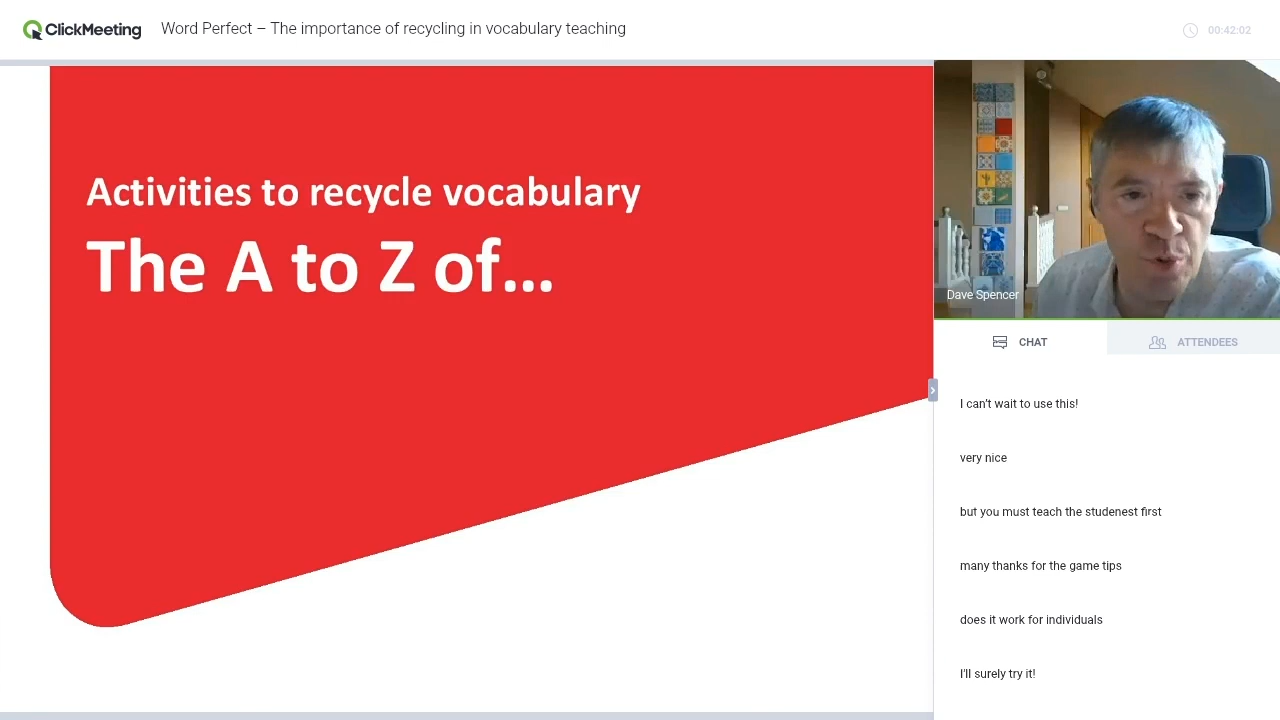 ClickMeeting
Word Perfect – The importance of recycling in vocabulary teaching
00:42:02
Activities to recycle vocabulary
The A to Z of...
Dave Spencer
CHAT
ATTENDEES
I can't wait to use this!
very nice
but you must teach the studenest first
many thanks for the game tips
does it work for individuals
I'll surely try it!